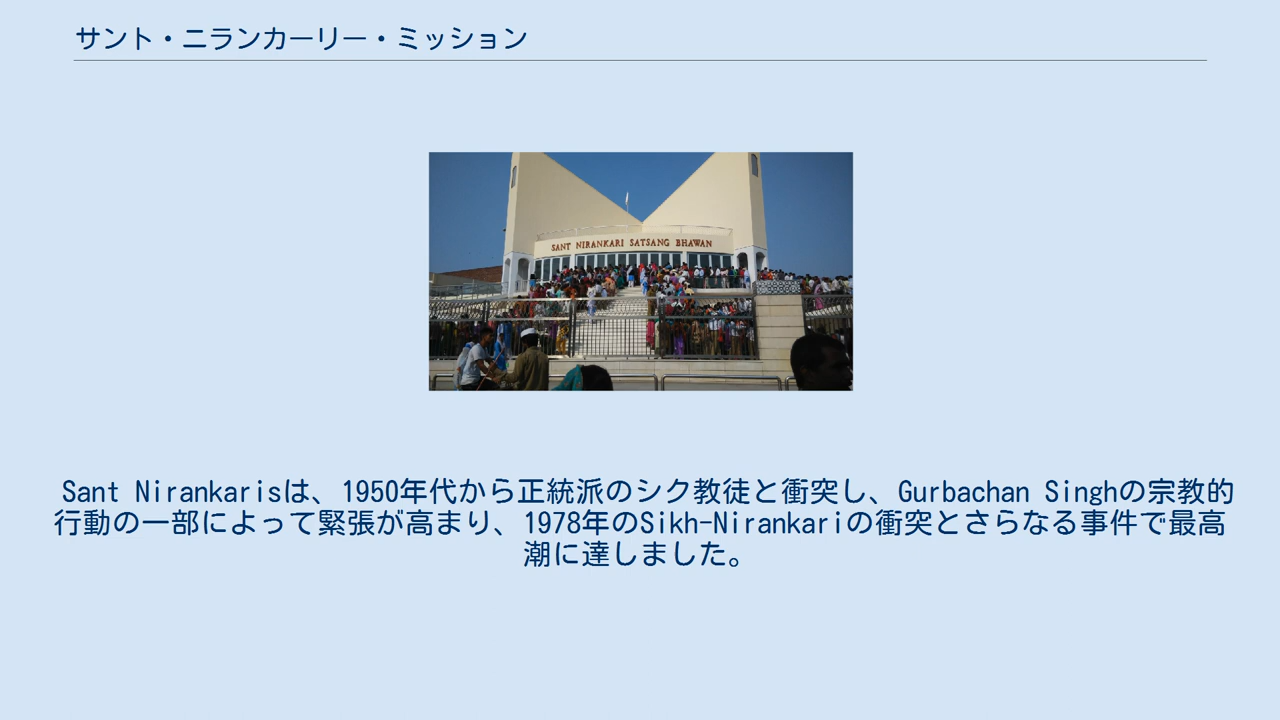 サント・ニランカーリー・ミッション
SANT NIRANKARI SATSANG BHAWAN
Sant Nirankarisは、1950年代から正統派のシク教徒と衝突し、Gurbachan Singhの宗教的
行動の一部によって緊張が高まり、1978年のSikh-Nirankariの衝突とさらなる事件で最高
潮に達しました。